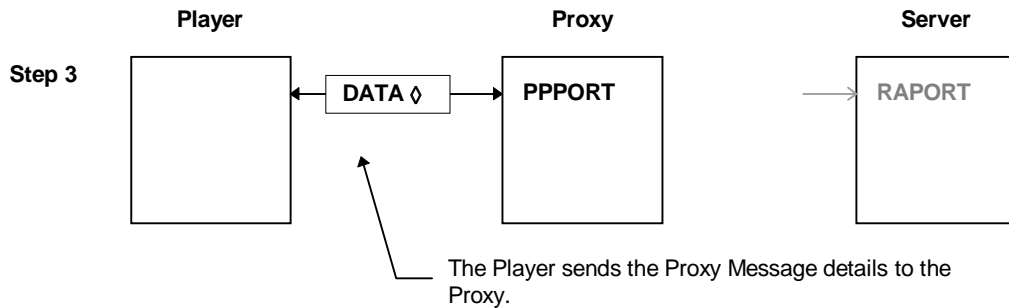 Player Proxy Server
Step 3
DATA ◊ PPPORT RAPORT
The Player sends the Proxy Message details to the
Proxy.